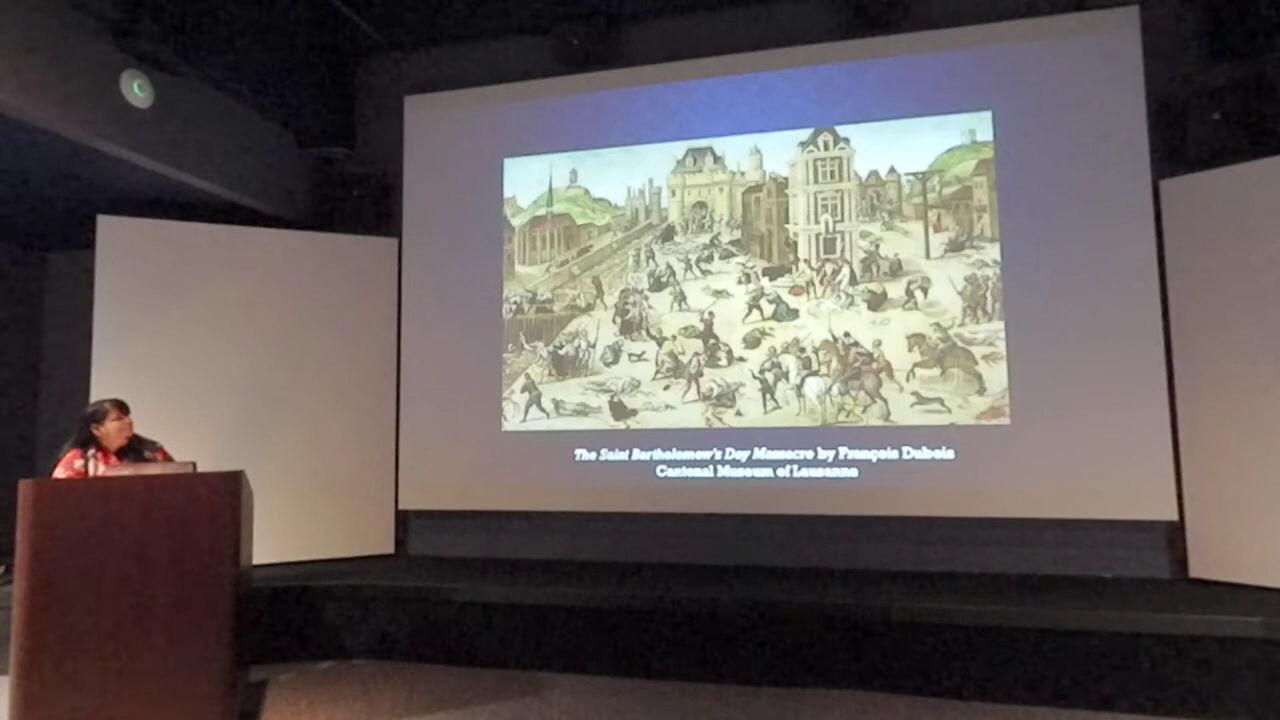 The Saint Bartholomew's Day Massacre by François Dubois
Cantonal Museum of Lausanne